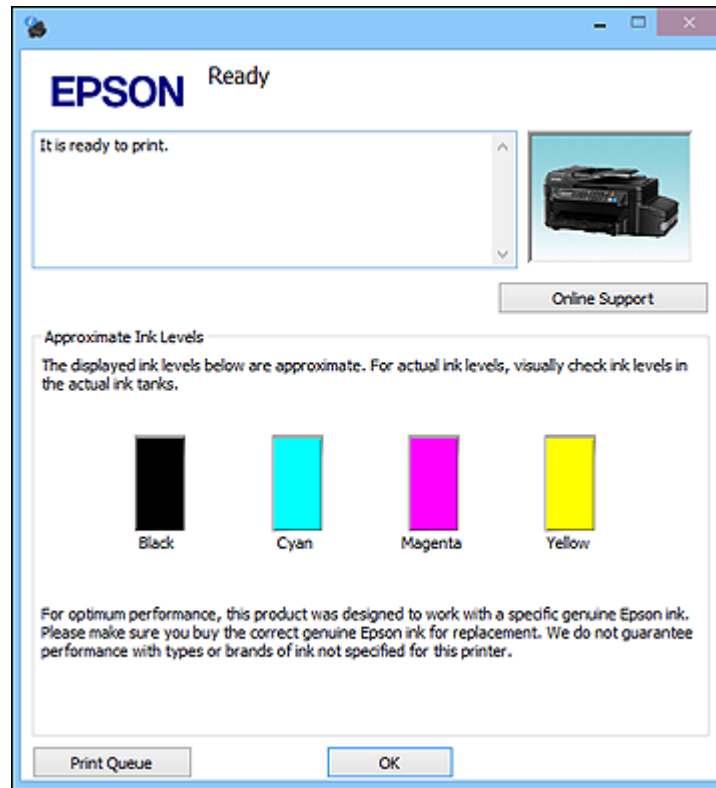 EPSON
Ready
It is ready to print.
Online Support
Approximate Ink Levels
The displayed ink levels below are approximate. For actual ink levels, visually check ink levels in
the actual ink tanks.
Black
Cyan
Magenta
Yellow
For optimum performance, this product was designed to work with a specific genuine Epson ink.
Please make sure you buy the correct genuine Epson ink for replacement. We do not guarantee
performance with types or brands of ink not specified for this printer.
Print Queue
OK